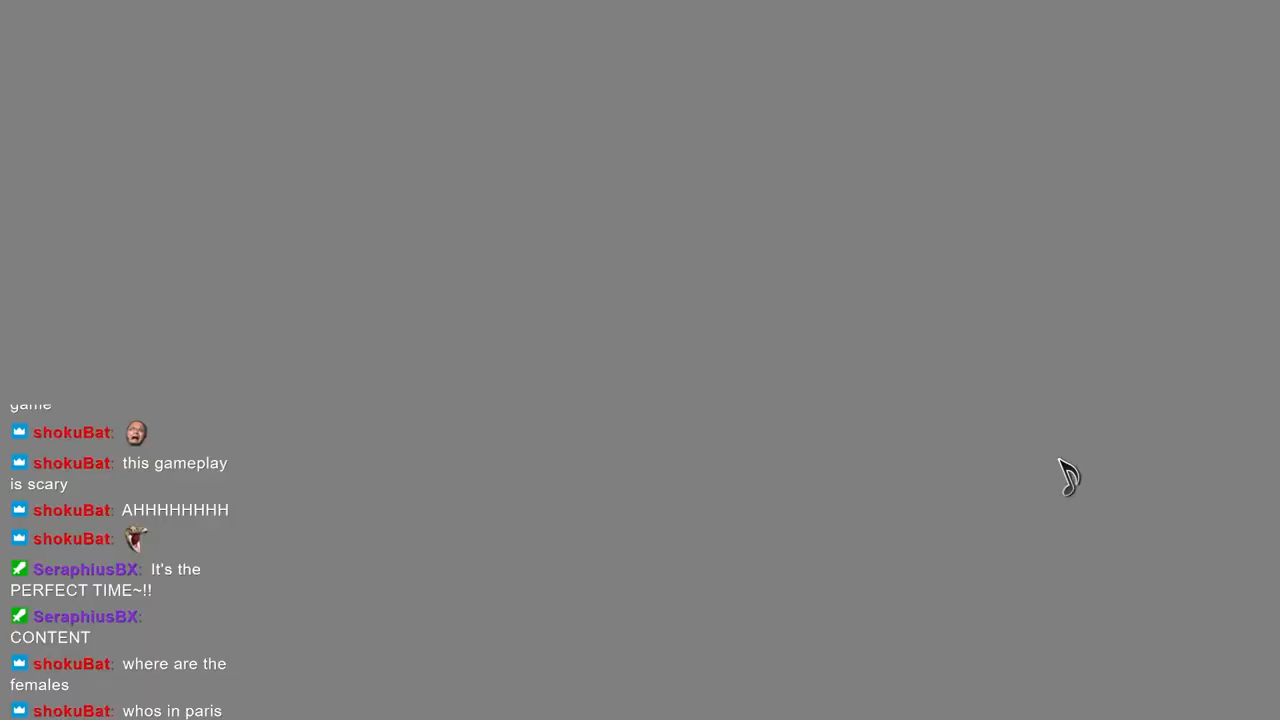 game
shokuBat:
shokuBat: this gameplay
is scary
shokuBat: AHHHHHHHH
shokuBat:
SeraphiusBX: It's the
PERFECT TIME~!!
SeraphiusBX:
CONTENT
shokuBat: where are the
females
shokuBat: whos in paris